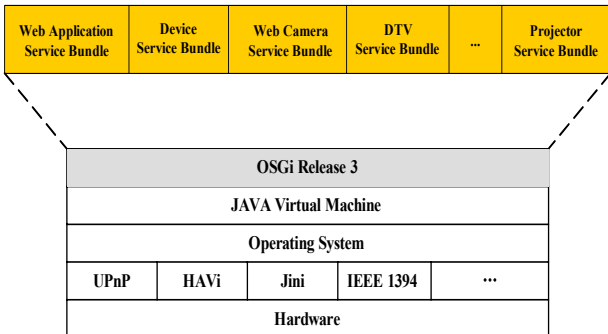 Web Application
Service Bundle
Device
Service Bundle
Web Camera
Service Bundle
DTV
Service Bundle
...
Projector
Service Bundle
OSGi Release 3
JAVA Virtual Machine
Operating System
UPnP
HAVi
Jini
IEEE 1394
...
Hardware